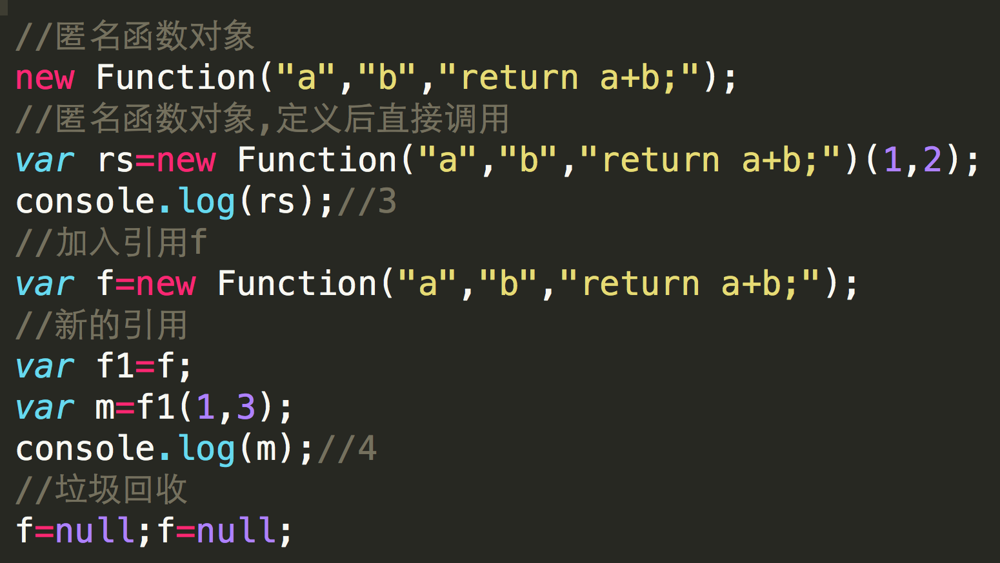 //匿名函数对象
new Function("a","b","return a+b;");
//匿名函数对象,定义后直接调用
var rs=new Function("a","b","return a+b;")(1,2);
console.log(rs);//3
//加入引用f
var f=new Function("a","b","return a+b;");
//新的引用
var f1=f;
var m=f1(1,3);
console.log(m);//4
//垃圾回收
f=null;f=null;